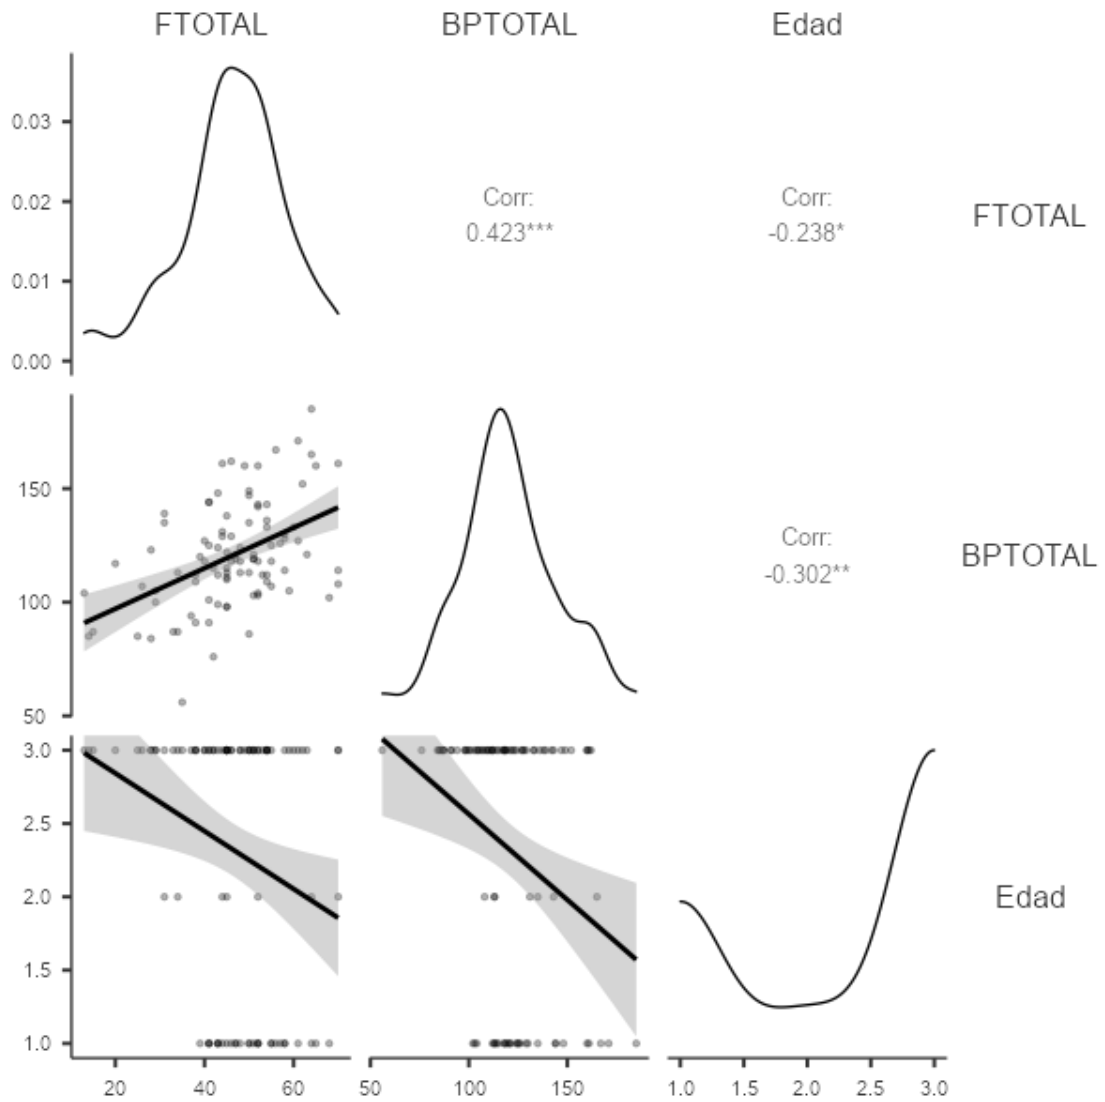 FTOTAL BPTOTAL Edad
0.03
0.02
0.01
0.00
Corr:
0.423***
Corr:
-0.238*
FTOTAL
150
100
50
Corr:
-0.302**
BPTOTAL
3.0
2.5
2.0
1.5
1.0
Edad
20 40 60 50 100 150 1.0 1.5 2.0 2.5 3.0